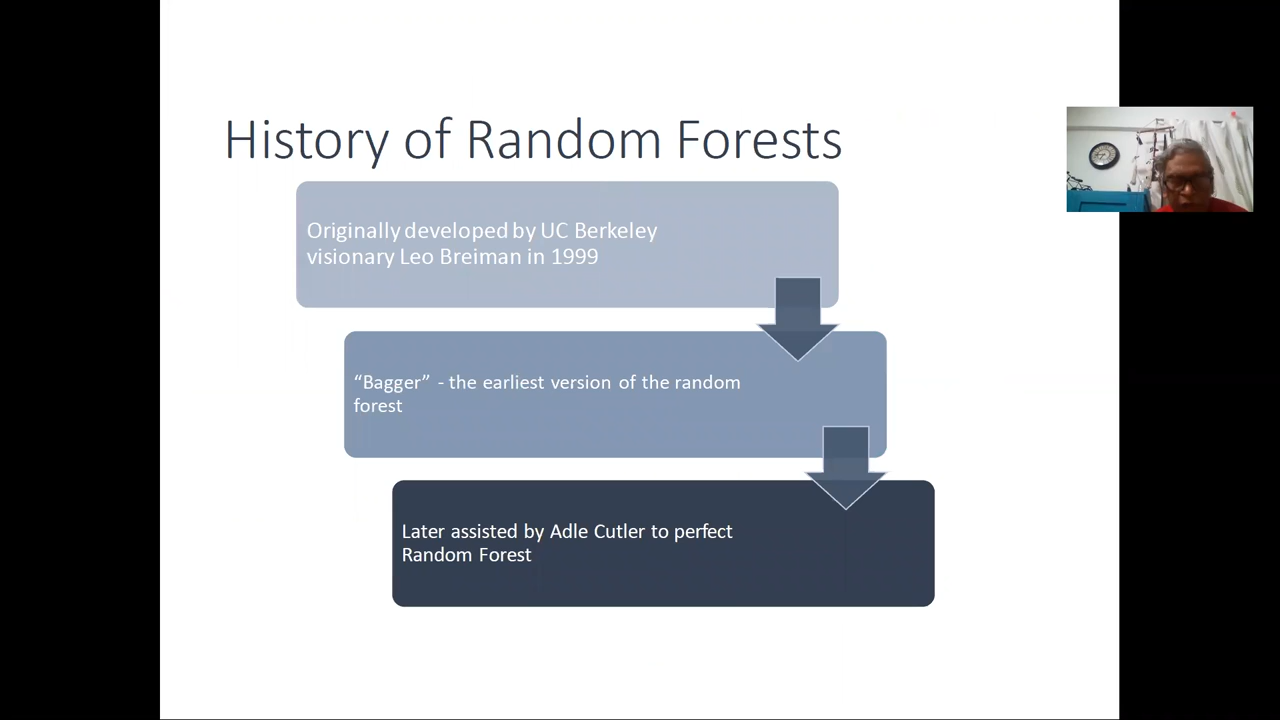 History of Random Forests
Originally developed by UC Berkeley
visionary Leo Breiman in 1999
“Bagger” - the earliest version of the random
forest
Later assisted by Adle Cutler to perfect
Random Forest